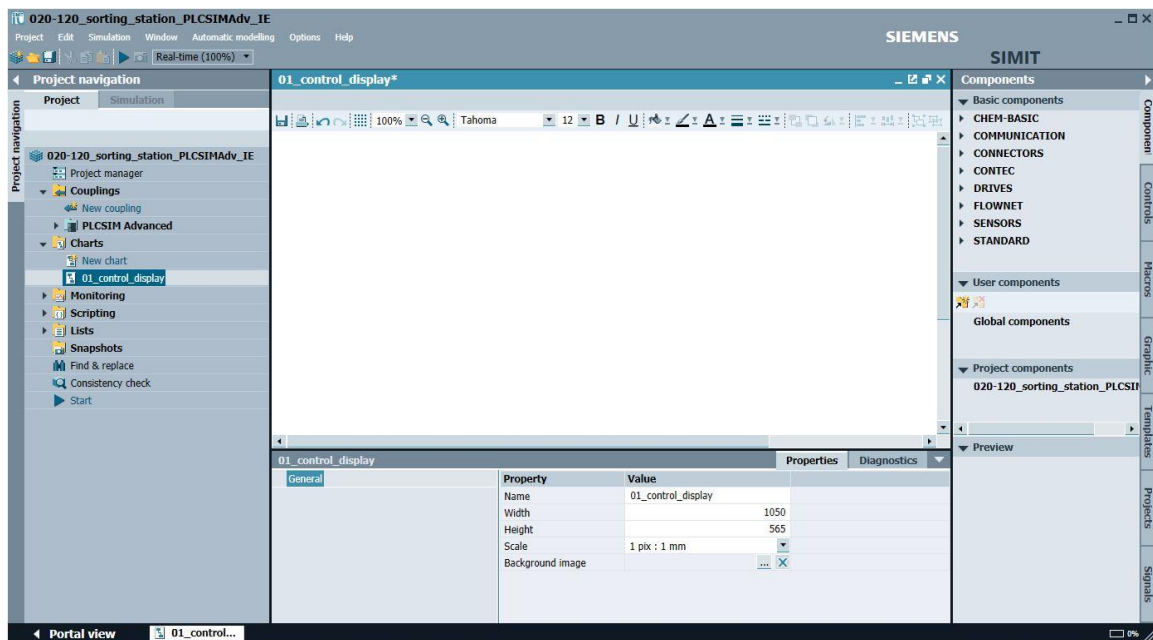 020-120_sorting_station_PLCSIMAdv_IE
Project Edit Simulation Window Automatic modelling Options Help
SIEMENS
Real-time (100%)
SIMIT
Project navigation
Project navigation
Project Simulation
020-120_sorting_station_PLCSIMAdv_IE
Project manager
Couplings
New coupling
PLCSIM Advanced
Charts
New chart
01_control_display
Monitoring
Scripting
Lists
Snapshots
Find & replace
Consistency check
Start
01_control_display*
100% Tahoma 12 B I U A
01_control_display
Properties Diagnostics
General
Property Value
Name 01_control_display
Width 1050
Height 565
Scale 1 pix : 1 mm
Background image ... X
Components
Basic components
CHEM-BASIC
COMMUNICATION
CONNECTORS
CONTEC
DRIVES
FLOWNET
SENSORS
STANDARD
User components
Global components
Project components
020-120_sorting_station_PLCSIM
Preview
Component
Controls
Macros
Graphic
Templates
Projects
Signals
Portal view 01_control... 0%